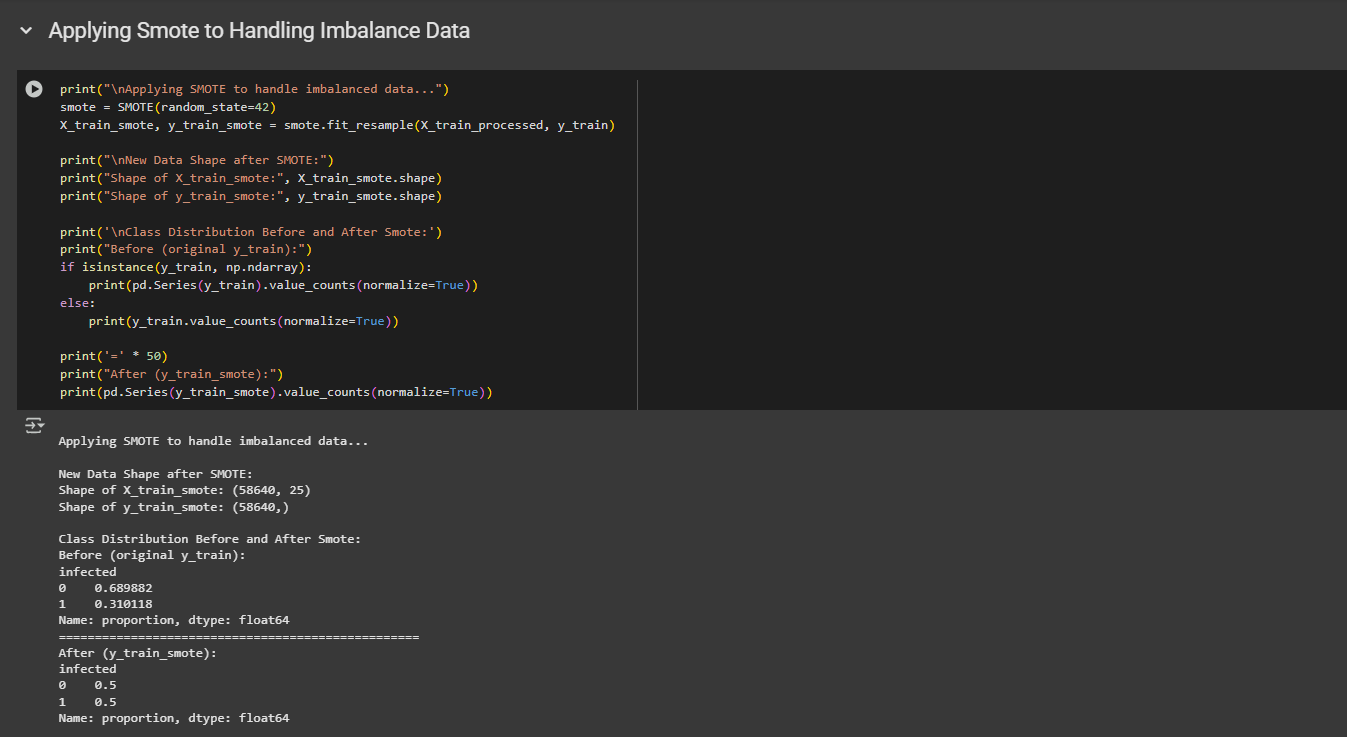 Applying Smote to Handling Imbalance Data
print("\nApplying SMOTE to handle imbalanced data...")
smote = SMOTE(random_state=42)
X_train_smote, y_train_smote = smote.fit_resample(X_train_processed, y_train)
print("\nNew Data Shape after SMOTE:")
print("Shape of X_train_smote:", X_train_smote.shape)
print("Shape of y_train_smote:", y_train_smote.shape)
print('\nClass Distribution Before and After Smote:')
print("Before (original y_train):")
if isinstance(y_train, np.ndarray):
    print(pd.Series(y_train).value_counts(normalize=True))
else:
    print(y_train.value_counts(normalize=True))
print('=' * 50)
print("After (y_train_smote):")
print(pd.Series(y_train_smote).value_counts(normalize=True))
Applying SMOTE to handle imbalanced data...
New Data Shape after SMOTE:
Shape of X_train_smote: (58640, 25)
Shape of y_train_smote: (58640,)
Class Distribution Before and After Smote:
Before (original y_train):
infected
0    0.689882
1    0.310118
Name: proportion, dtype: float64
==================================================
After (y_train_smote):
infected
0    0.5
1    0.5
Name: proportion, dtype: float64